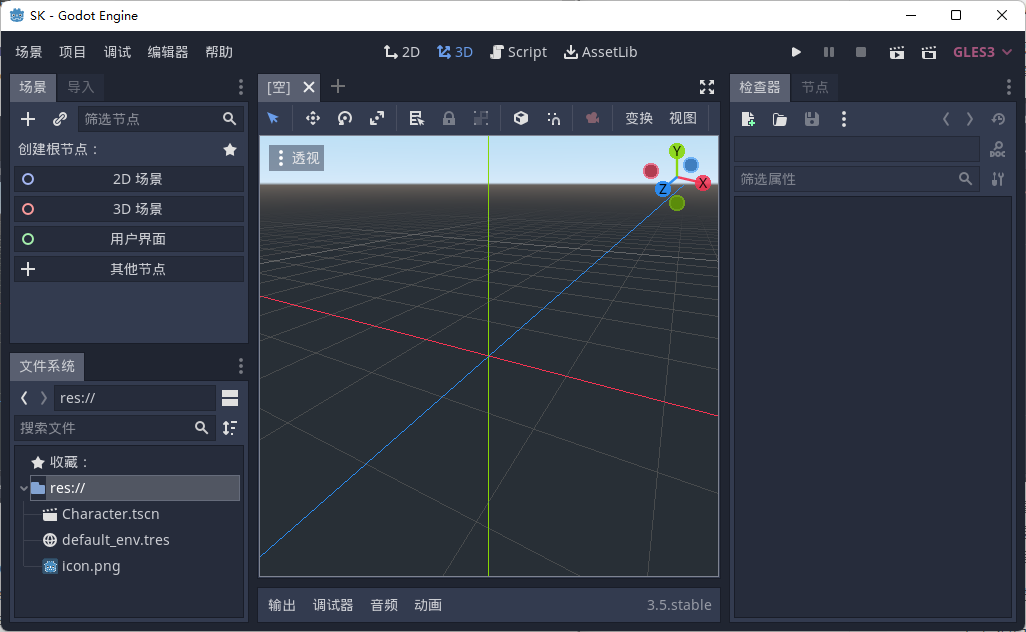 SK - Godot Engine
场景 项目 调试 编辑器 帮助 2D 3D Script AssetLib GLES3
场景 导入
筛选节点
创建根节点：
2D 场景
3D 场景
用户界面
其他节点
文件系统
res://
搜索文件
收藏：
res://
Character.tscn
default_env.tres
icon.png
[空]
变换 视图
透视
Y
X
Z
输出 调试器 音频 动画 3.5.stable
检查器 节点
DOC
筛选属性